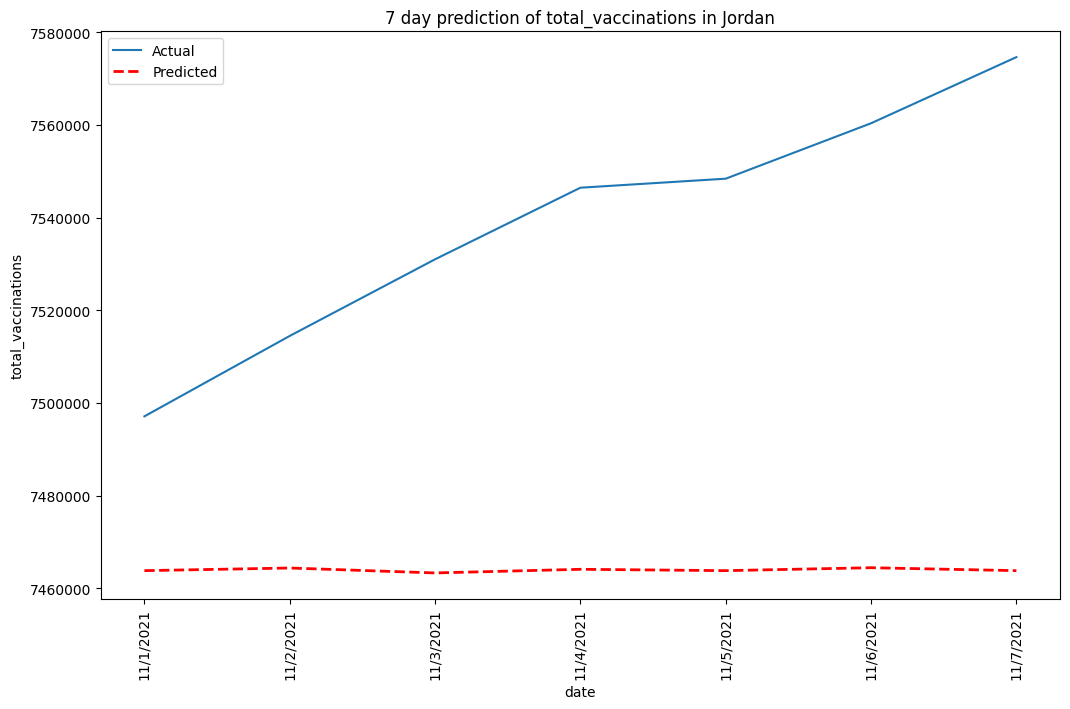 7 day prediction of total_vaccinations in Jordan
Actual
Predicted
7580000
7560000
7540000
7520000
7500000
7480000
7460000
total_vaccinations
11/1/2021
11/2/2021
11/3/2021
11/4/2021
11/5/2021
11/6/2021
11/7/2021
date